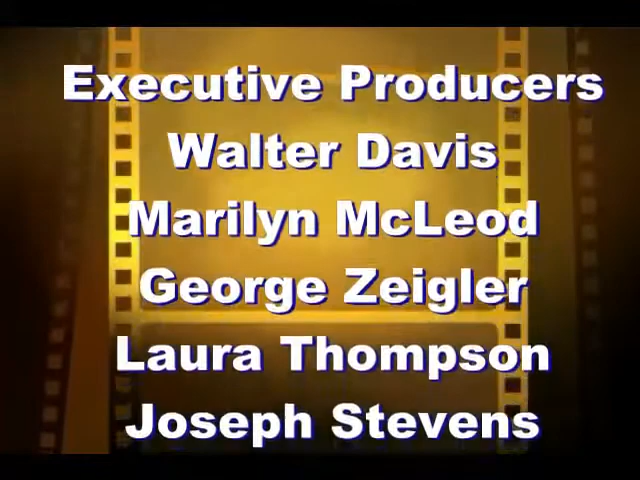 Executive Producers
Walter Davis
Marilyn McLeod
George Zeigler
Laura Thompson
Joseph Stevens